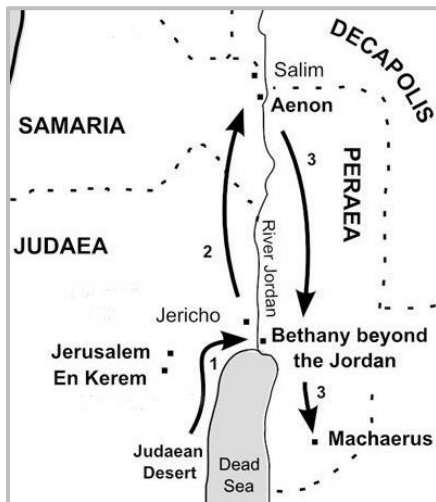 DECAPOLIS
Salim
Aenon
SAMARIA
3
PERAEA
JUDAEA
2
River Jordan
Jericho
Bethany beyond
the Jordan
Jerusalem
1
En Kerem
3
Machaerus
Judaean
Desert
Dead
Sea